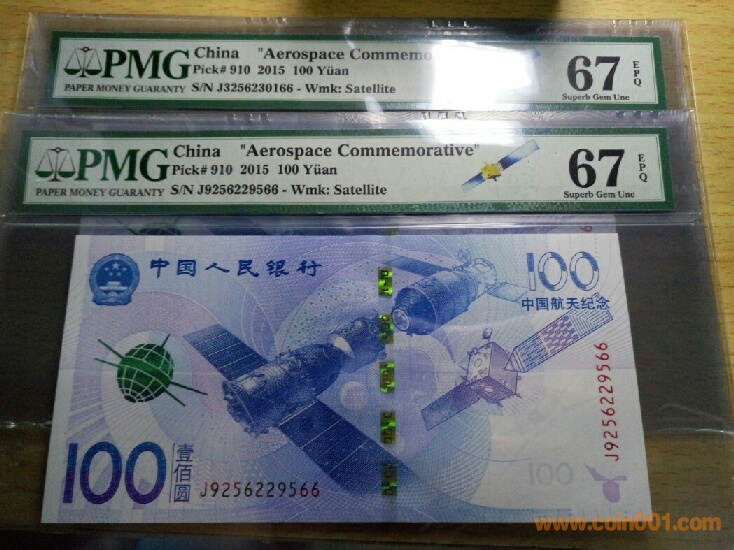 PMG
PAPER MONEY GUARANTY
China "Aerospace Commemo
Pick# 910 2015 100 Yüan
S/N J3256230166 - Wmk: Satellite
67
EPQ
Superb Gem Unc
PMG
PAPER MONEY GUARANTY
China "Aerospace Commemorative"
Pick# 910 2015 100 Yüan
S/N J9256229566 - Wmk: Satellite
67
EPQ
Superb Gem Unc
中国人民银行
100
中国航天纪念
J9256229566
100
壹佰圆
J9256229566
100
www.coin001.com